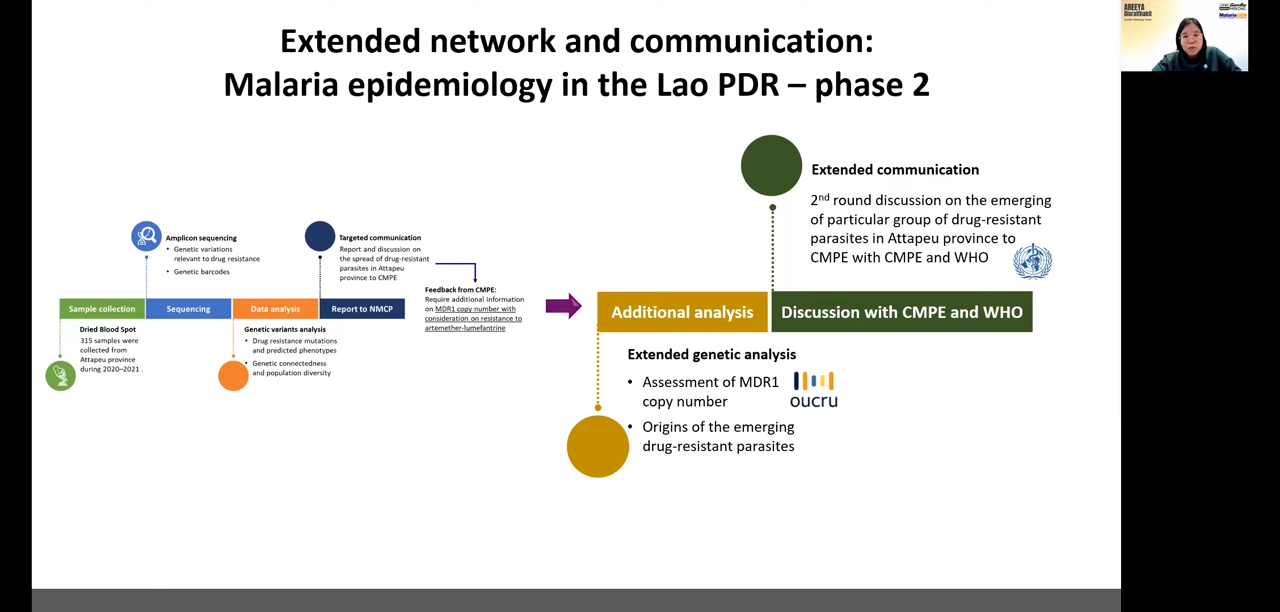 Extended network and communication:
Malaria epidemiology in the Lao PDR – phase 2
AREEYA
Disratthakit
Amplicon sequencing
• Genetic variations
relevant to drug resistance
• Genetic barcodes
Targeted communication
Report and discussion on
the spread of drug-resistant
parasites in Attapeu
province to CMPE
Sample collection
Sequencing
Data analysis
Report to NMCP
Dried Blood Spot
315 samples were
collected from
Attapeu province
during 2020–2021 .
Genetic variants analysis
• Drug resistance mutations
and predicted phenotypes
• Genetic connectedness
and population diversity
Feedback from CMPE:
Require additional information
on MDR1 copy number with
consideration on resistance to
artemether-lumefantrine
Extended communication
2nd round discussion on the emerging
of particular group of drug-resistant
parasites in Attapeu province to
CMPE with CMPE and WHO
Additional analysis
Discussion with CMPE and WHO
Extended genetic analysis
• Assessment of MDR1
copy number
oucru
• Origins of the emerging
drug-resistant parasites